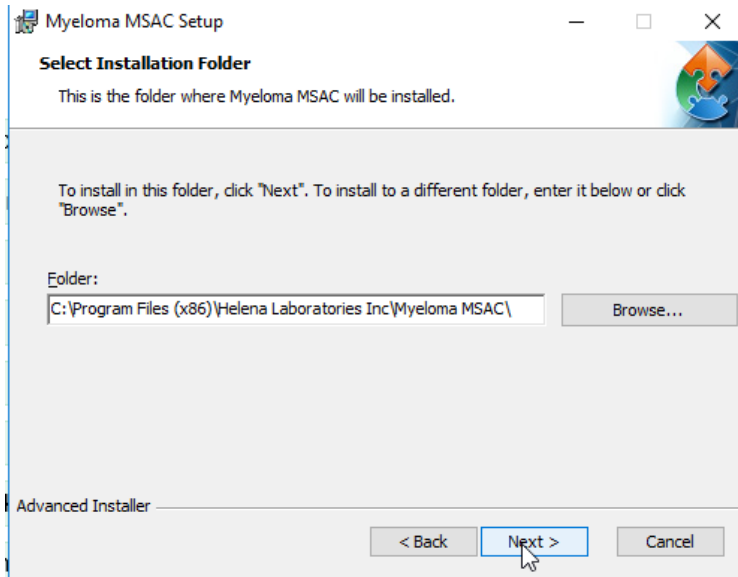 Myeloma MSAC Setup
Select Installation Folder
This is the folder where Myeloma MSAC will be installed.
To install in this folder, click "Next". To install to a different folder, enter it below or click
"Browse".
Folder:
C:\Program Files (x86)\Helena Laboratories Inc\Myeloma MSAC\
Browse...
Advanced Installer
< Back
Next >
Cancel